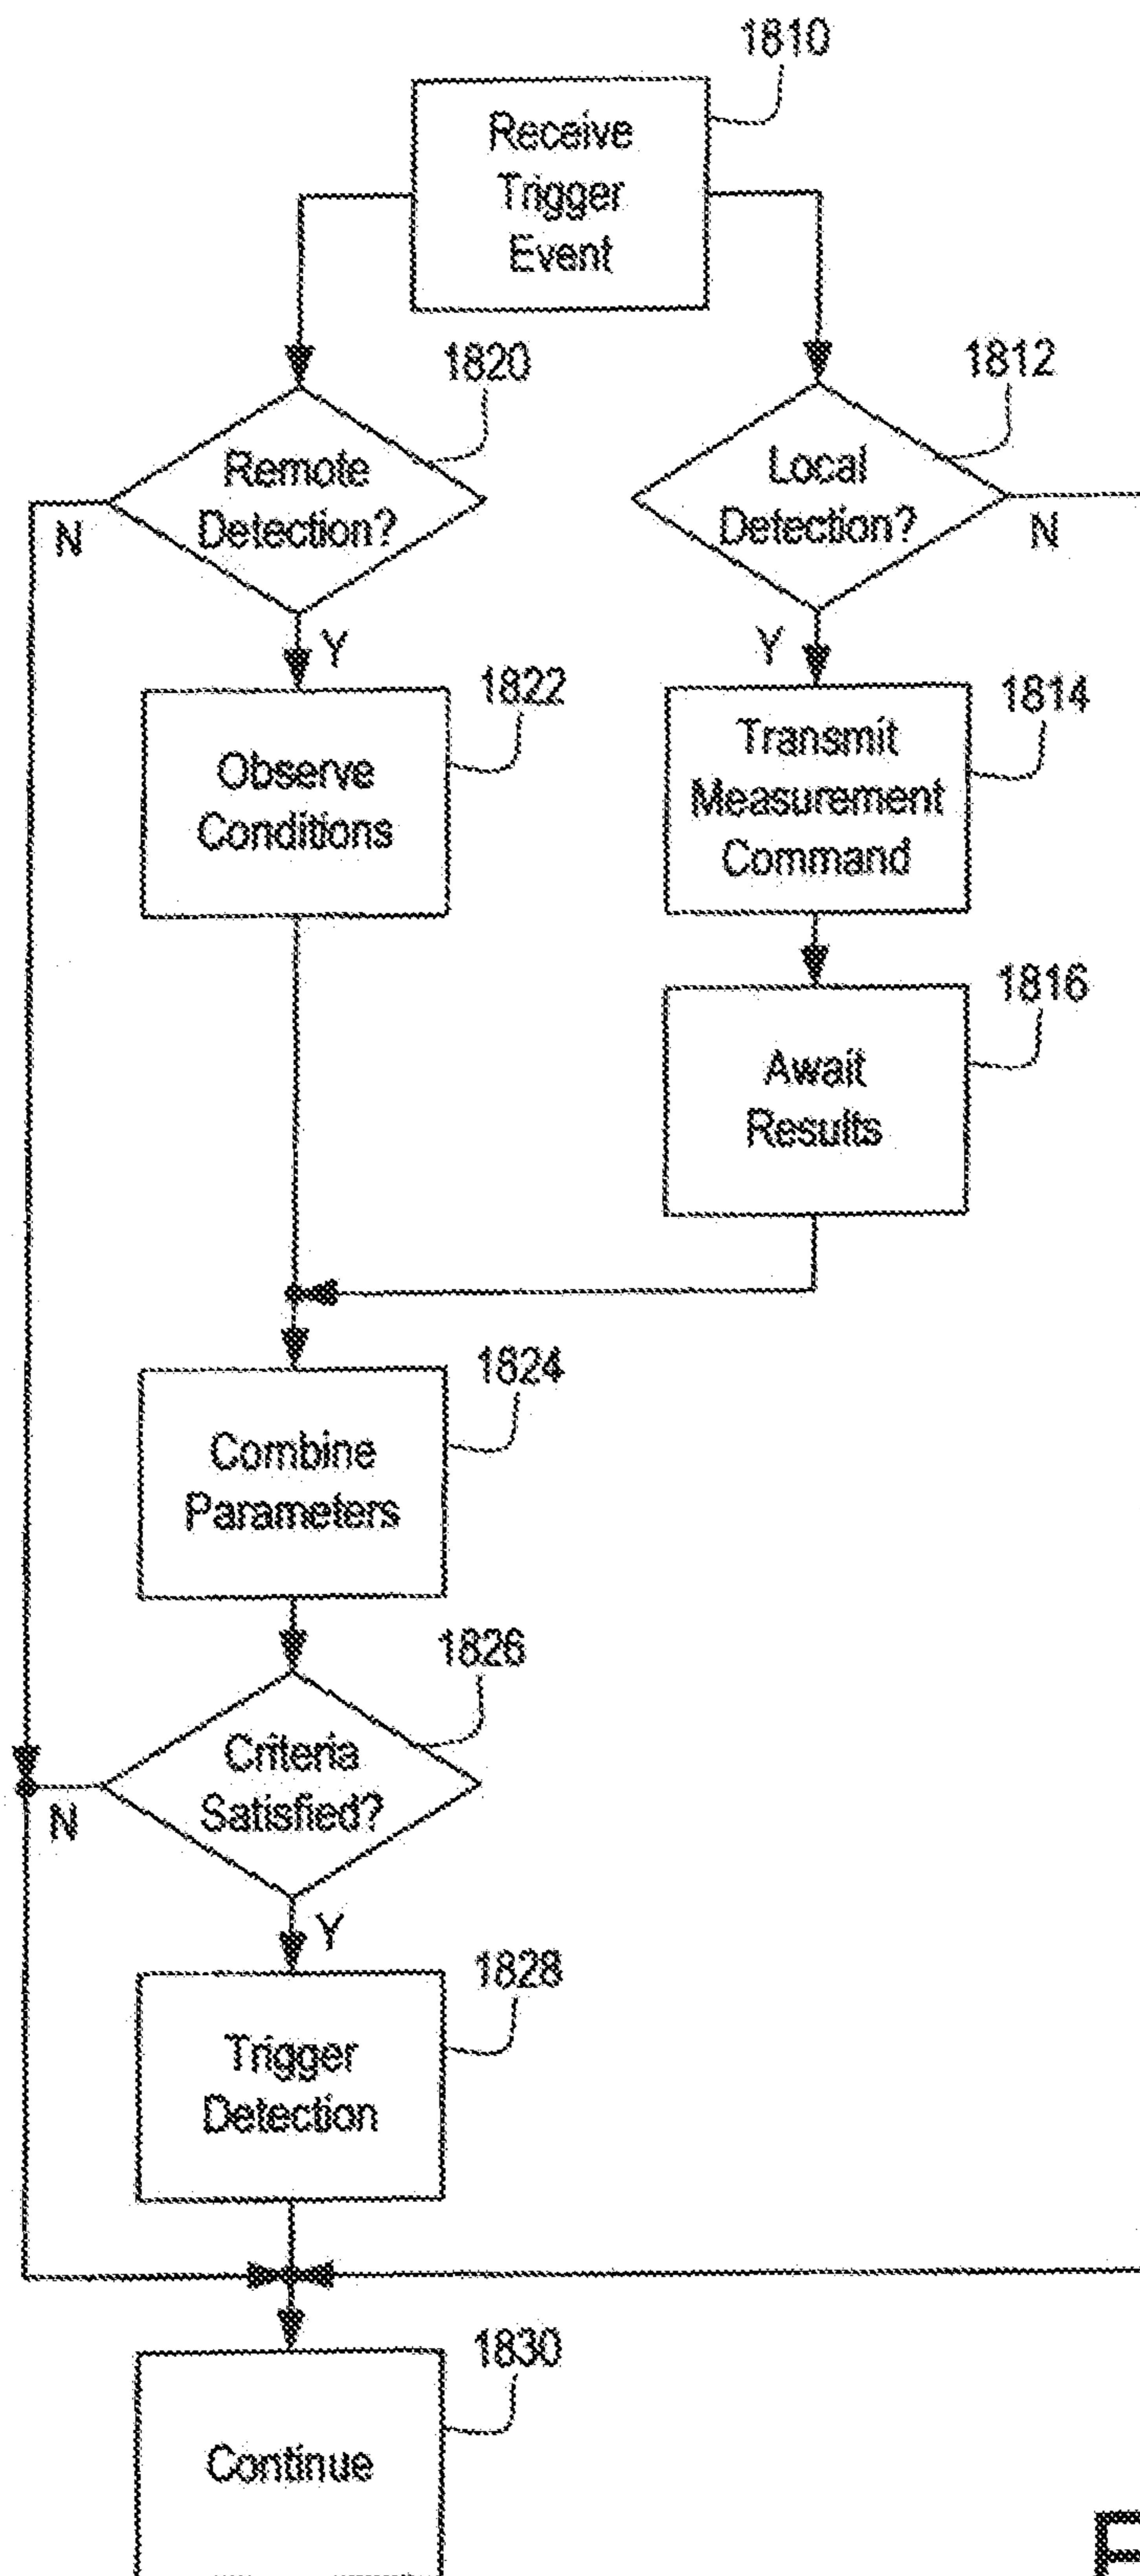 1810
Receive
Trigger
Event
1820
Remote
Detection?
N
Y
1812
Local
Detection?
N
Y
1822
Observe
Conditions
1814
Transmit
Measurement
Command
1816
Await
Results
1824
Combine
Parameters
1826
Criteria
Satisfied?
N
Y
1828
Trigger
Detection
1830
Continue